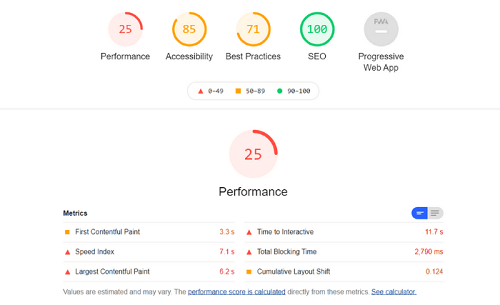 25
85
71
100
PWA
Performance
Accessibility
Best Practices
SEO
Progressive
Web App
0–49
50–89
90–100
25
Performance
Metrics
First Contentful Paint 3.3 s
Time to Interactive 11.7 s
Speed Index 7.1 s
Total Blocking Time 2,790 ms
Largest Contentful Paint 6.2 s
Cumulative Layout Shift 0.124
Values are estimated and may vary. The performance score is calculated directly from these metrics. See calculator.